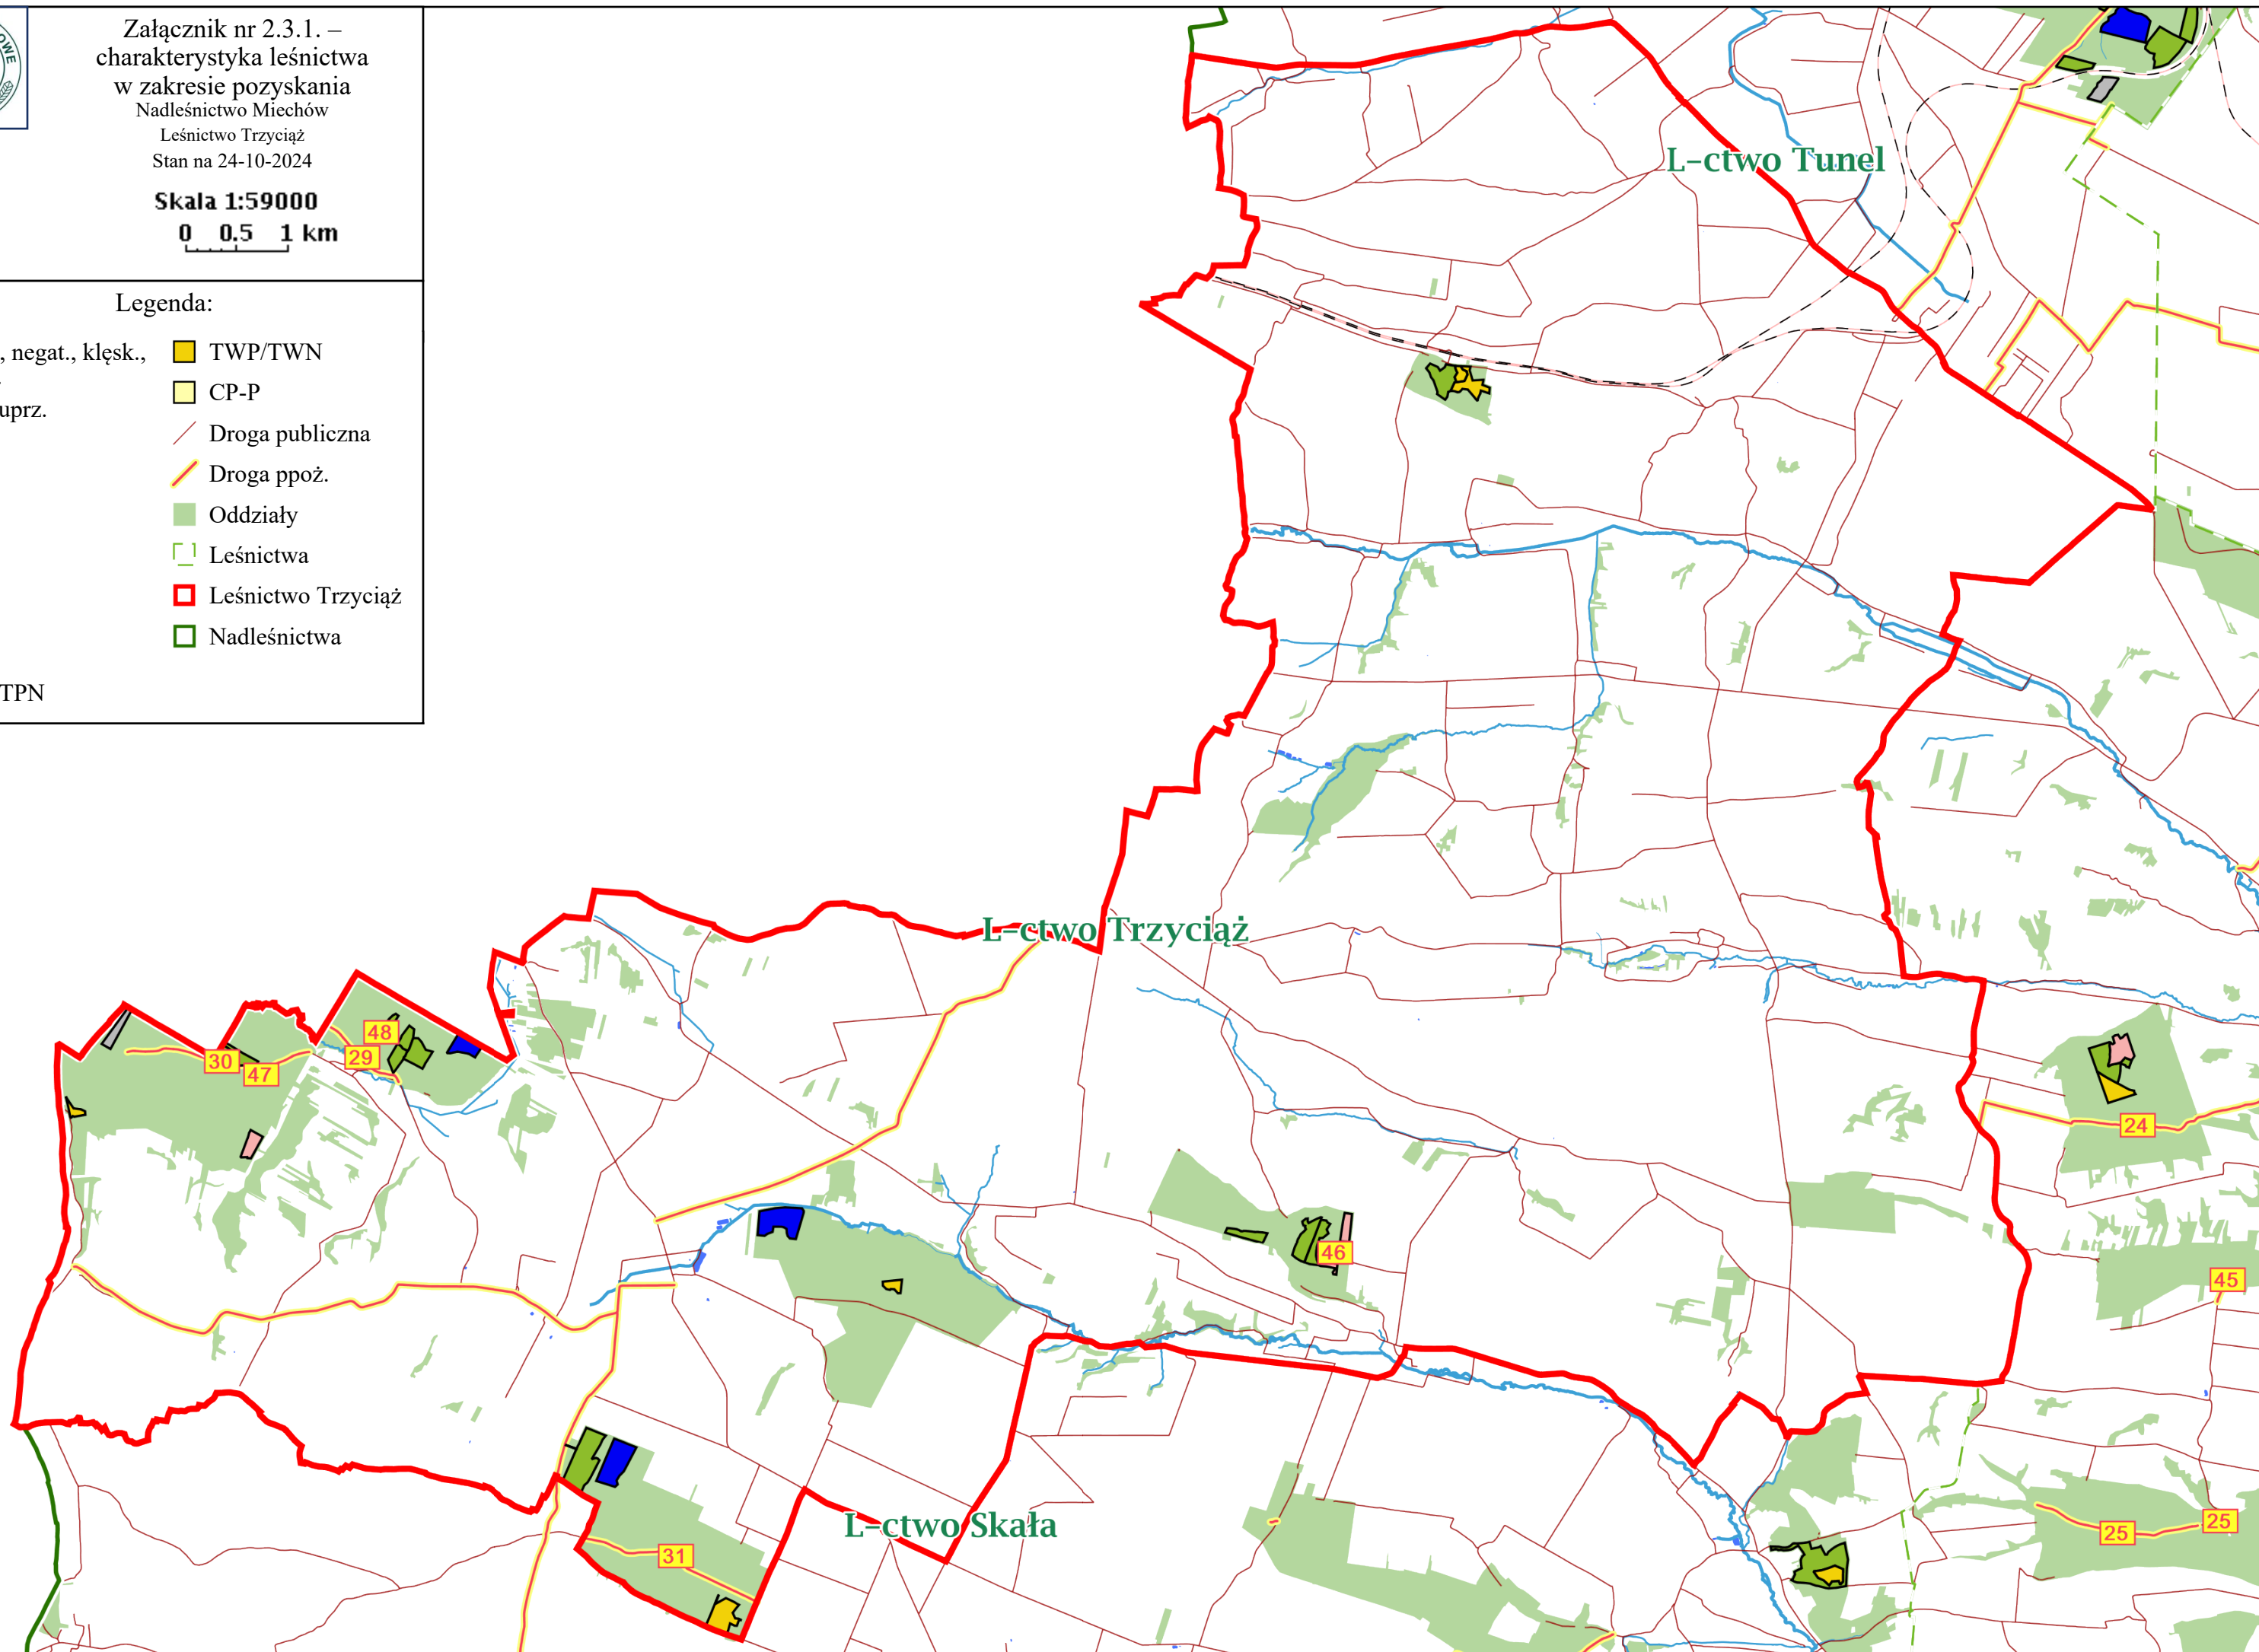 OWE
Załącznik nr 2.3.1. –
charakterystyka leśnictwa
w zakresie pozyskania
Nadleśnictwo Miechów
Leśnictwo Trzyciąż
Stan na 24-10-2024
Skala 1:59000
0 0.5 1 km
Legenda:
, negat., klęsk.,
uprz.
TPN
TWP/TWN
CP-P
Droga publiczna
Droga ppoż.
Oddziały
Leśnictwa
Leśnictwo Trzyciąż
Nadleśnictwa
L-ctwo Tunel
L-ctwo Trzyciąż
48
30
29
47
24
46
45
L-ctwo Skała
31
25
25